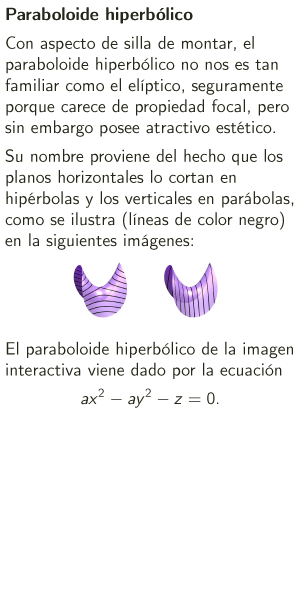 Paraboloide hiperbólico
Con aspecto de silla de montar, el
paraboloide hiperbólico no nos es tan
familiar como el elíptico, seguramente
porque carece de propiedad focal, pero
sin embargo posee atractivo estético.
Su nombre proviene del hecho que los
planos horizontales lo cortan en
hipérbolas y los verticales en parábolas,
como se ilustra (líneas de color negro)
en la siguientes imágenes:
El paraboloide hiperbólico de la imagen
interactiva viene dado por la ecuación
ax² − ay² − z = 0.